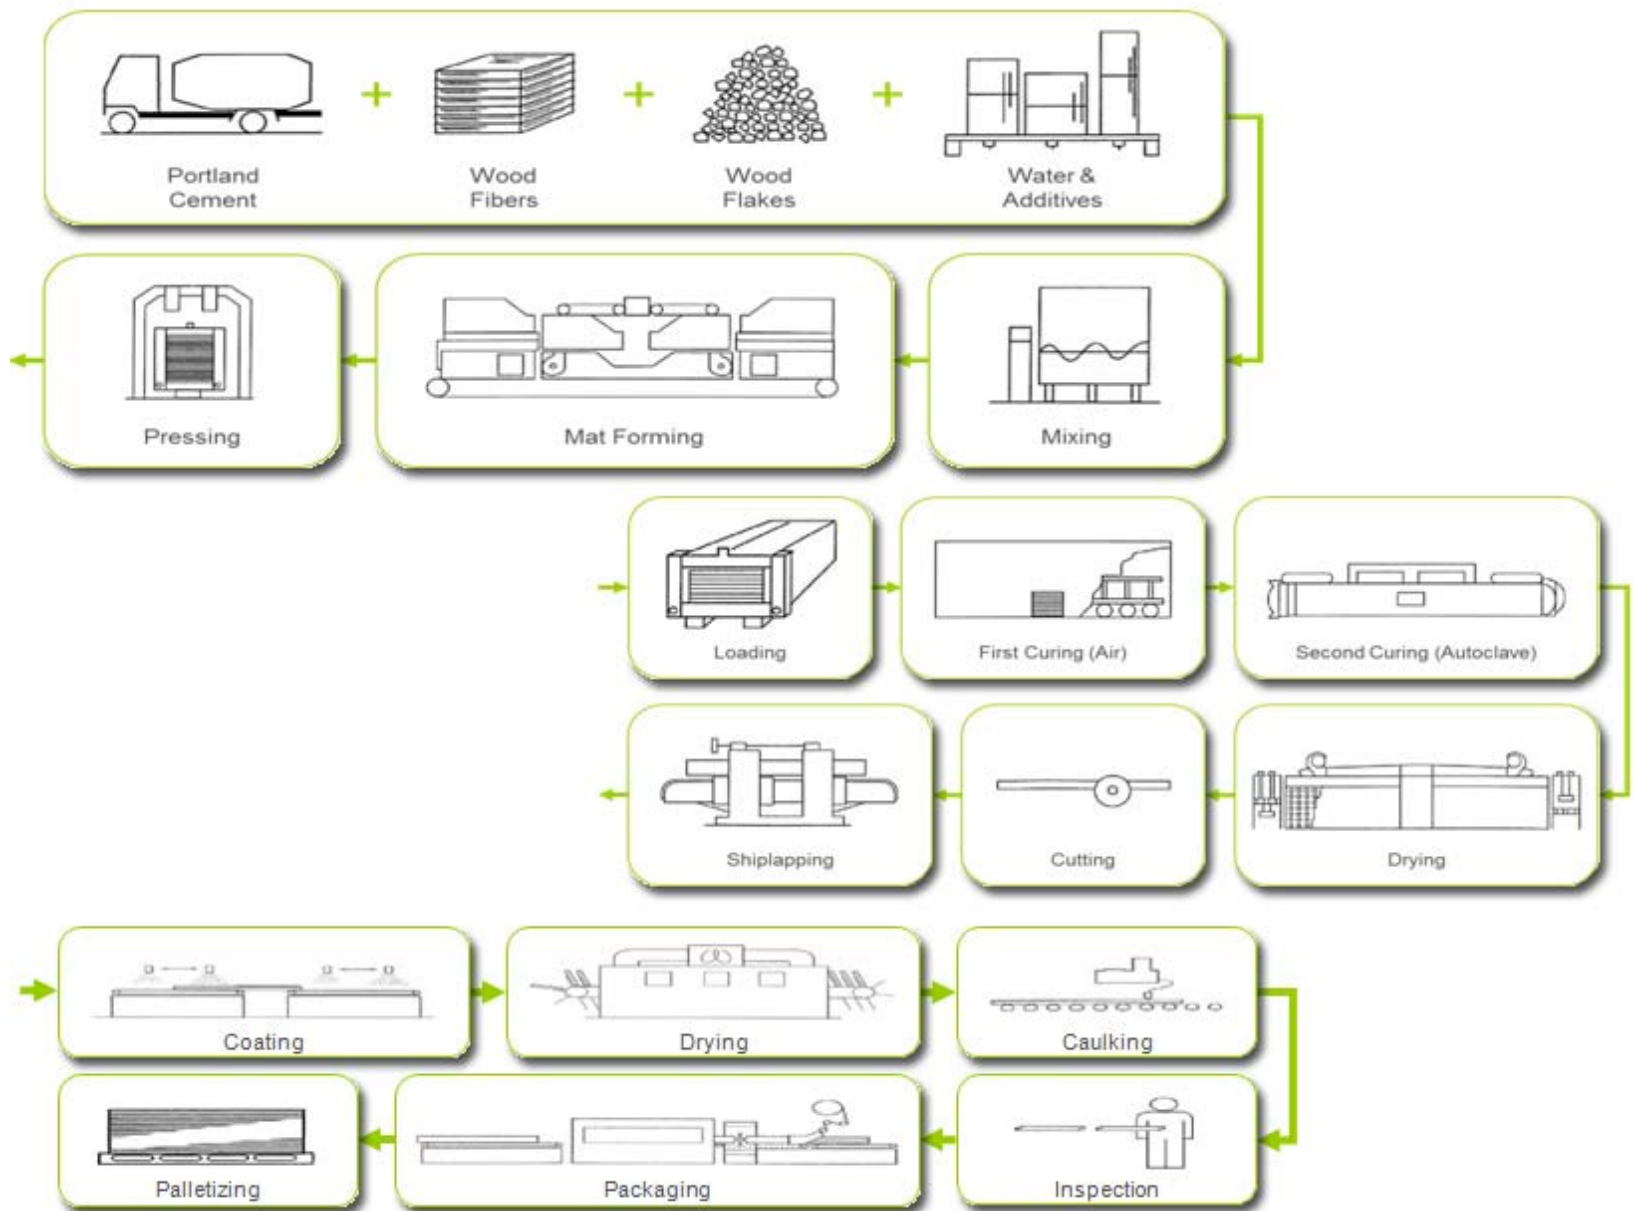 Portland
Cement
Wood
Fibers
Wood
Flakes
Water &
Additives
Pressing
Mat Forming
Mixing
Loading
First Curing (Air)
Second Curing (Autoclave)
Shiplapping
Cutting
Drying
Coating
Drying
Caulking
Palletizing
Packaging
Inspection